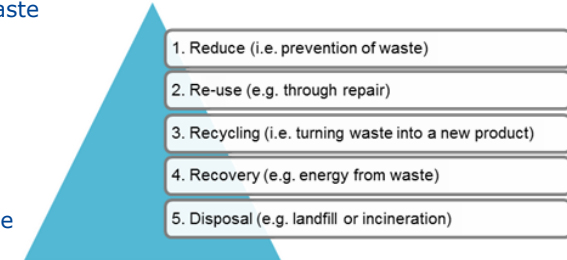 aste
1. Reduce (i.e. prevention of waste)
2. Re-use (e.g. through repair)
3. Recycling (i.e. turning waste into a new product)
4. Recovery (e.g. energy from waste)
e
5. Disposal (e.g. landfill or incineration)